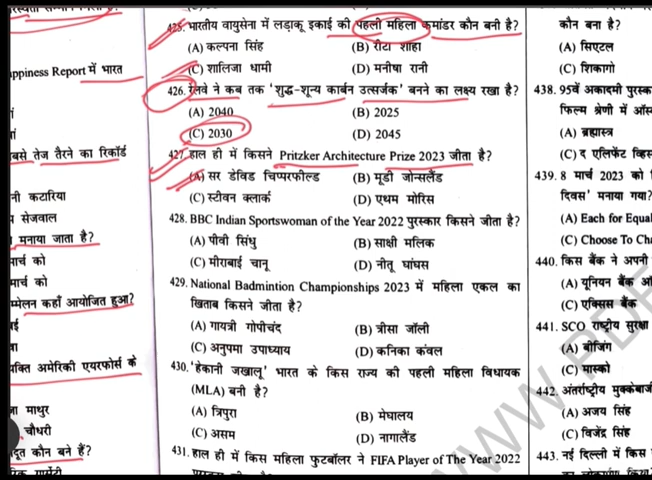 ppiness Report में भारत
बसे तेज तैरने का रिकॉर्ड
नी कटारिया
सेजवाल
मनाया जाता है?
मार्च को
मार्च को
म्मेलन कहाँ आयोजित हुआ?
क्ति अमेरिकी एयरफोर्स के
माथुर
चौधरी
दूत कौन बने हैं?
425. भारतीय वायुसेना में लड़ाकू इकाई की पहली महिला कमांडर कौन बनी है?
(A) कल्पना सिंह (B) रीटा शाहा
(C) शालिजा धामी (D) मनीषा रानी
426. रेलवे ने कब तक 'शुद्ध-शून्य कार्बन उत्सर्जक' बनने का लक्ष्य रखा है?
(A) 2040 (B) 2025
(C) 2030 (D) 2045
427. हाल ही में किसने Pritzker Architecture Prize 2023 जीता है?
(A) सर डेविड चिप्परफील्ड (B) मूडी जोन्सलैंड
(C) स्टीवन क्लार्क (D) एथम मोरिस
428. BBC Indian Sportswoman of the Year 2022 पुरस्कार किसने जीता है?
(A) पीवी सिंधु (B) साक्षी मलिक
(C) मीराबाई चानू (D) नीतू घांघस
429. National Badmintion Championships 2023 में महिला एकल का
खिताब किसने जीता है?
(A) गायत्री गोपीचंद (B) त्रीसा जॉली
(C) अनुपमा उपाध्याय (D) कनिका कंवल
430. 'हेकानी जखालू' भारत के किस राज्य की पहली महिला विधायक
(MLA) बनी है?
(A) त्रिपुरा (B) मेघालय
(C) असम (D) नागालैंड
431. हाल ही में किस महिला फुटबॉलर ने FIFA Player of The Year 2022
कौन बना है?
(A) सिएटल
(C) शिकागो
438. 95वें अकादमी पुरस्क
फिल्म श्रेणी में ऑस
(A) ब्रह्मास्त्र
(C) द एलिफेंट व्हिस
439. 8 मार्च 2023 को
दिवस' मनाया गया?
(A) Each for Equal
(C) Choose To Ch
440. किस बैंक ने अपनी
(A) यूनियन बैंक ऑ
(C) एक्सिस बैंक
441. SCO राष्ट्रीय सुरक्षा
(A) बीजिंग
(C) मास्को
442. अंतर्राष्ट्रीय मुक्केबाज
(A) अजय सिंह
(C) विजेंद्र सिंह
443. नई दिल्ली में किस
WWW.PDF